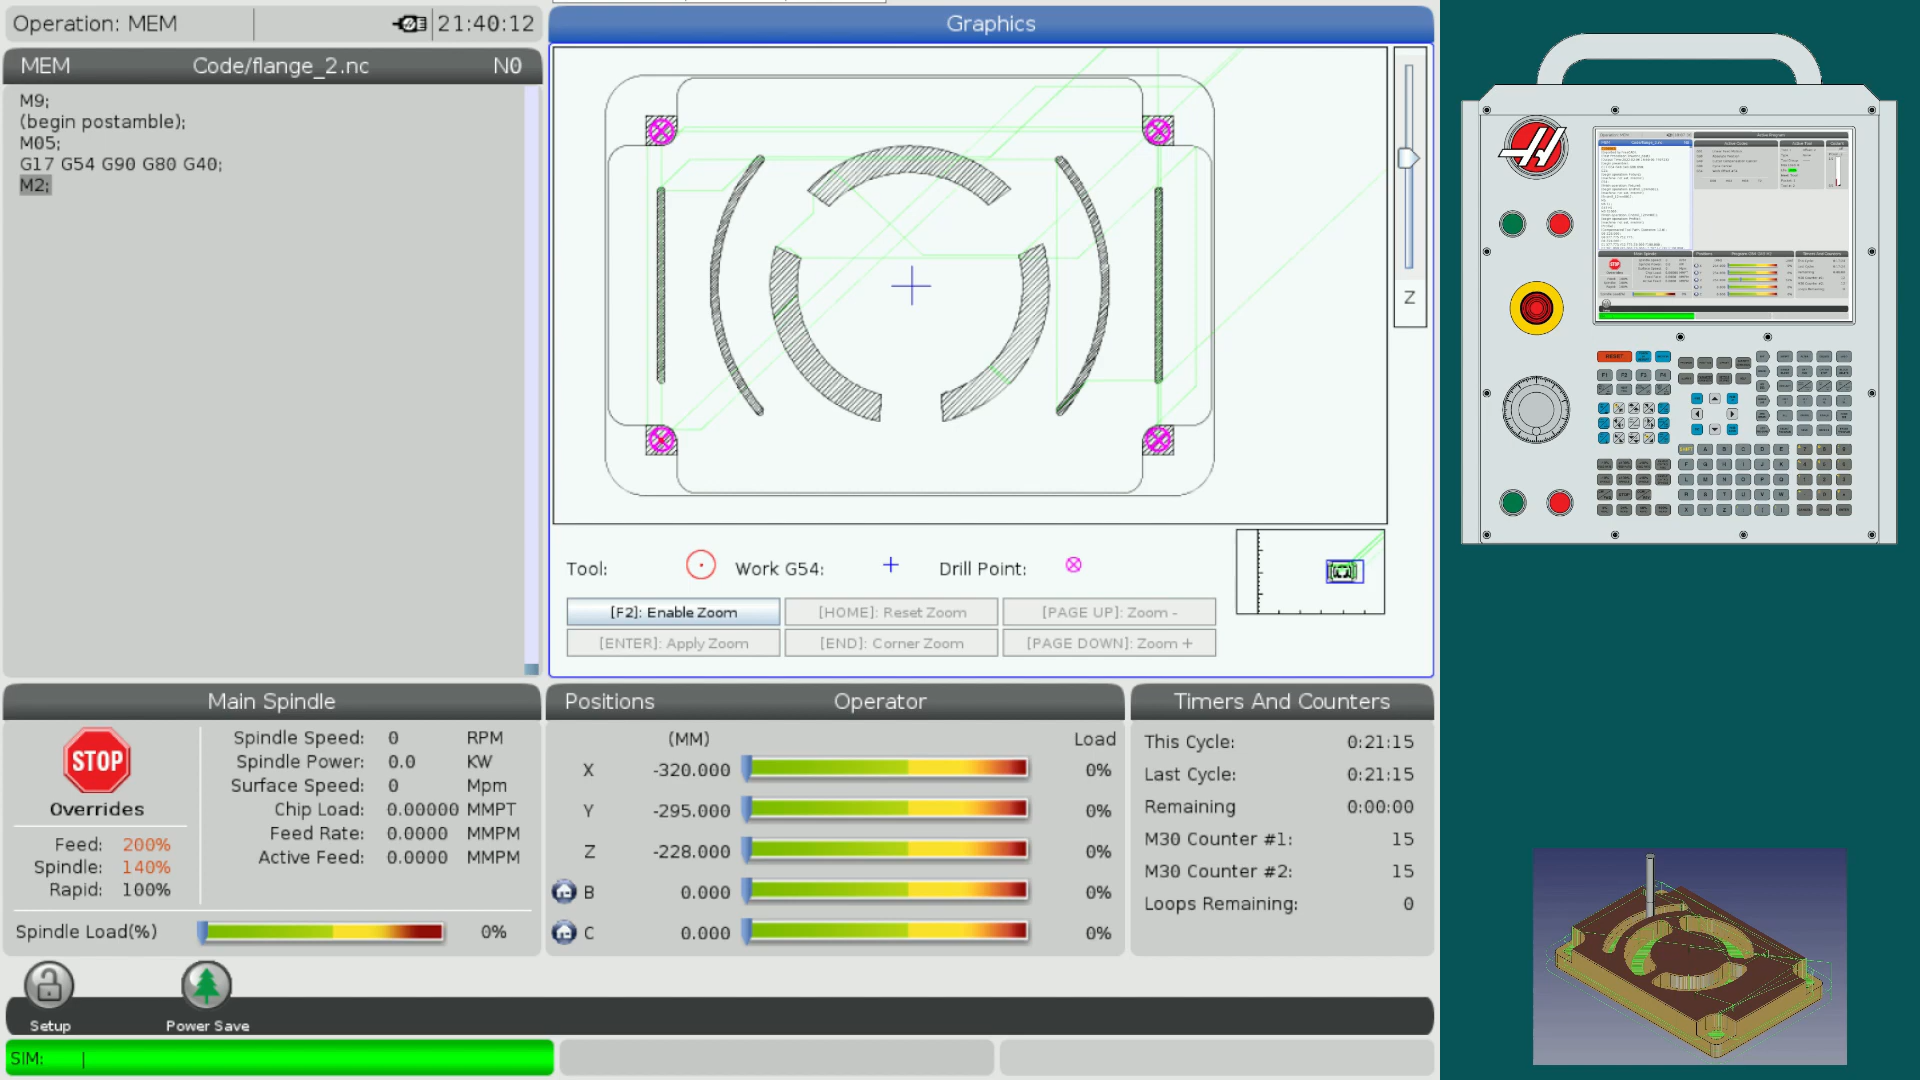 Operation: MEM
21:40:12
MEM Code/flange_2.nc N0
M9;
(begin postamble);
M05;
G17 G54 G90 G80 G40;
M2;
Graphics
Z
Tool: Work G54: Drill Point:
[F2]: Enable Zoom [HOME]: Reset Zoom [PAGE UP]: Zoom -
[ENTER]: Apply Zoom [END]: Corner Zoom [PAGE DOWN]: Zoom +
Main Spindle
STOP
Overrides
Feed: 200%
Spindle: 140%
Rapid: 100%
Spindle Speed: 0 RPM
Spindle Power: 0.0 KW
Surface Speed: 0 Mpm
Chip Load: 0.00000 MMPT
Feed Rate: 0.0000 MMPM
Active Feed: 0.0000 MMPM
Spindle Load(%) 0%
Positions Operator
(MM) Load
X -320.000 0%
Y -295.000 0%
Z -228.000 0%
B 0.000 0%
C 0.000 0%
Timers And Counters
This Cycle: 0:21:15
Last Cycle: 0:21:15
Remaining 0:00:00
M30 Counter #1: 15
M30 Counter #2: 15
Loops Remaining: 0
Setup
Power Save
SIM: